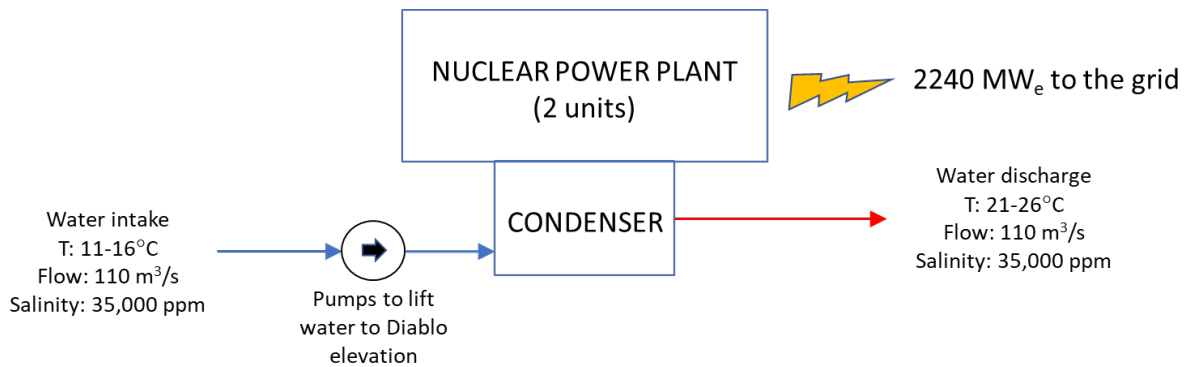 NUCLEAR POWER PLANT
(2 units)
2240 MWₑ to the grid
Water intake
T: 11-16°C
Flow: 110 m³/s
Salinity: 35,000 ppm
Pumps to lift
water to Diablo
elevation
CONDENSER
Water discharge
T: 21-26°C
Flow: 110 m³/s
Salinity: 35,000 ppm